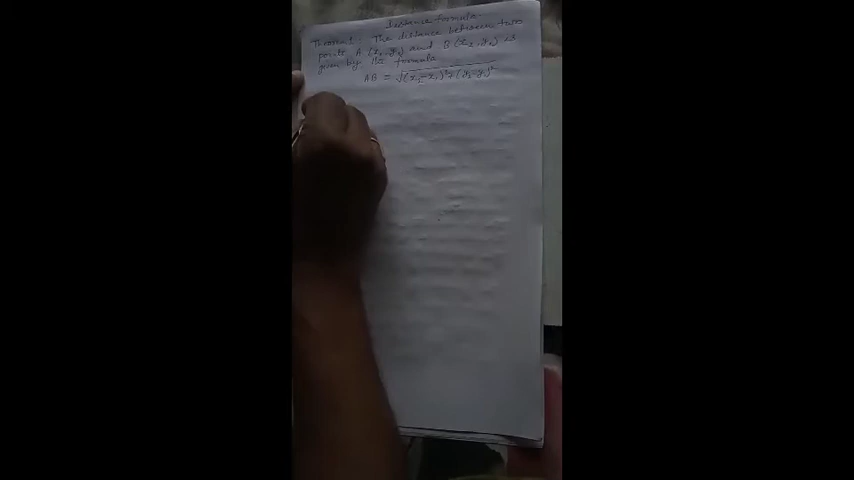 Distance formula
Theorem 1 - The distance between two
points A (x₁, y₁) and B (x₂, y₂) is
given by the formula
AB = √(x₂-x₁)²+(y₂-y₁)²